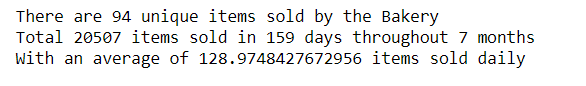 There are 94 unique items sold by the Bakery
Total 20507 items sold in 159 days throughout 7 months
With an average of 128.9748427672956 items sold daily